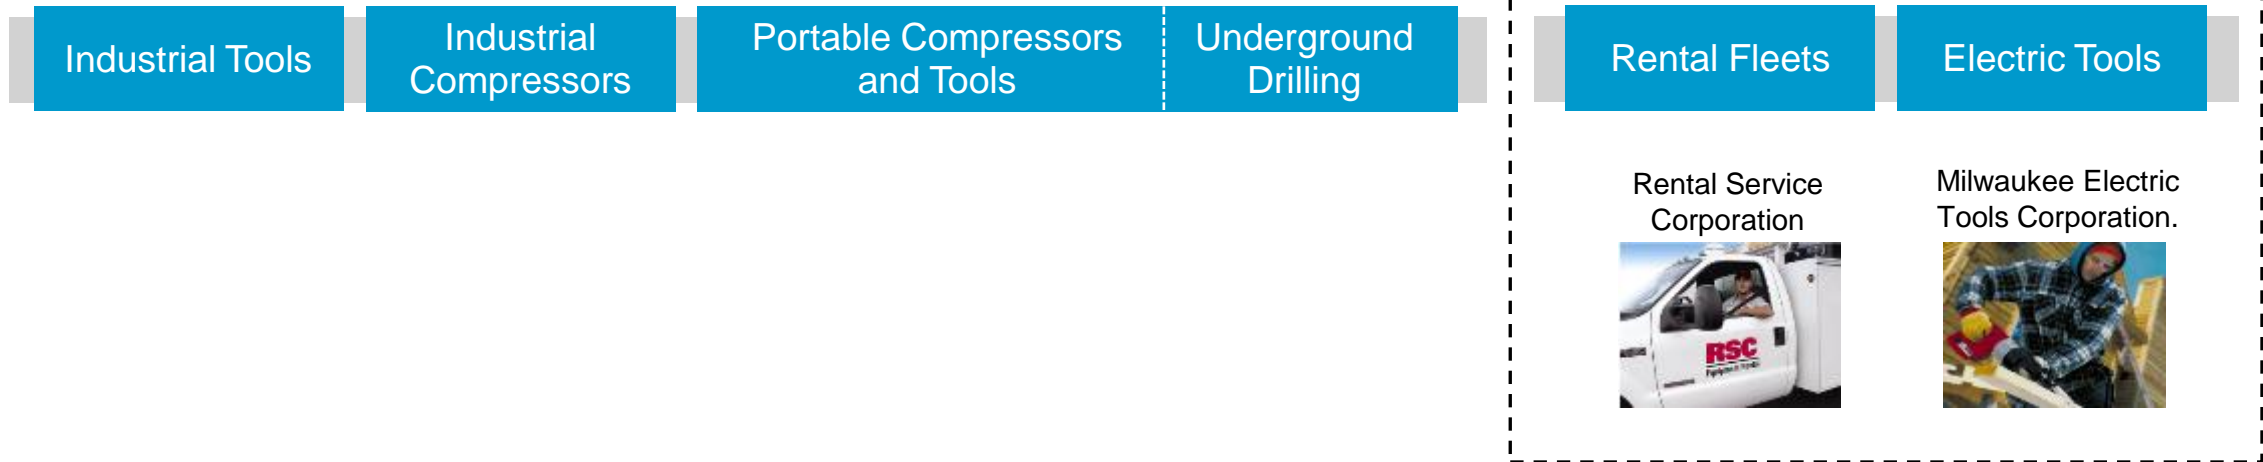 Industrial Tools
Industrial
Compressors
Portable Compressors
and Tools
Underground
Drilling
Rental Fleets
Electric Tools
Rental Service
Corporation
Milwaukee Electric
Tools Corporation.
RSC